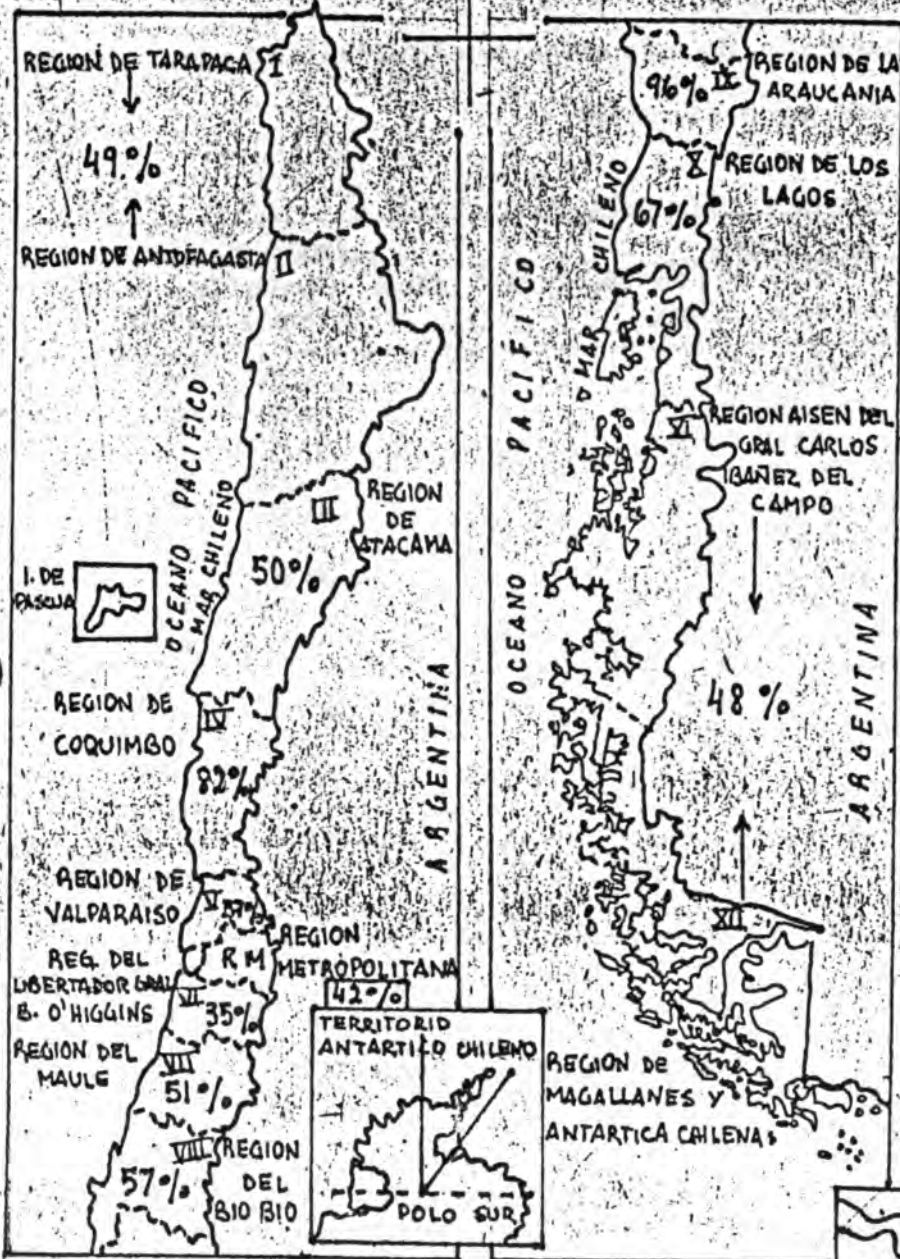 REGION DE TARAPACA
I
49.%
REGION DE ANTOFAGASTA
II
OCEANO PACIFICO
MAR CHILENO
III
REGION
DE
ATACAMA
50%
I. DE
PASCUA
REGION DE
COQUIMBO
IV
82%
ARGENTINA
REGION DE
VALPARAISO
V
REGION
METROPOLITANA
42%
RM
REG. DEL
LIBERTADOR GRAL
B. O'HIGGINS
VI
35%
REGION DEL
MAULE
VII
51%
VIII
REGION
DEL
BIO BIO
57%
TERRITORIO
ANTARTICO CHILENO
POLO SUR
96%
IX
REGION DE LA
ARAUCANIA
X
REGION DE LOS
LAGOS
67%
OCEANO PACIFICO
MAR CHILENO
XI
REGION AISEN DEL
GRAL CARLOS
IBAÑEZ DEL
CAMPO
48%
ARGENTINA
XII
REGION DE
MAGALLANES Y
ANTARTICA CHILENA